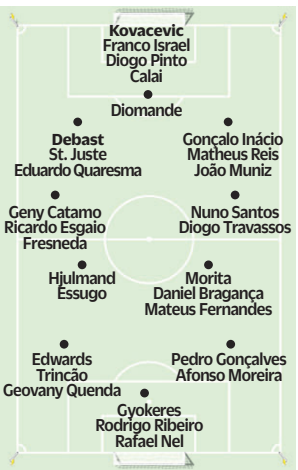 Kovacevic
Franco Israel
Diogo Pinto
Calai
Diomande
Debast
St. Juste
Eduardo Quaresma
Gonçalo Inácio
Matheus Reis
João Muniz
Geny Catamo
Ricardo Esgaio
Fresneda
Nuno Santos
Diogo Travassos
Hjulmand
Essugo
Morita
Daniel Bragança
Mateus Fernandes
Edwards
Trincão
Geovany Quenda
Pedro Gonçalves
Afonso Moreira
Gyokeres
Rodrigo Ribeiro
Rafael Nel